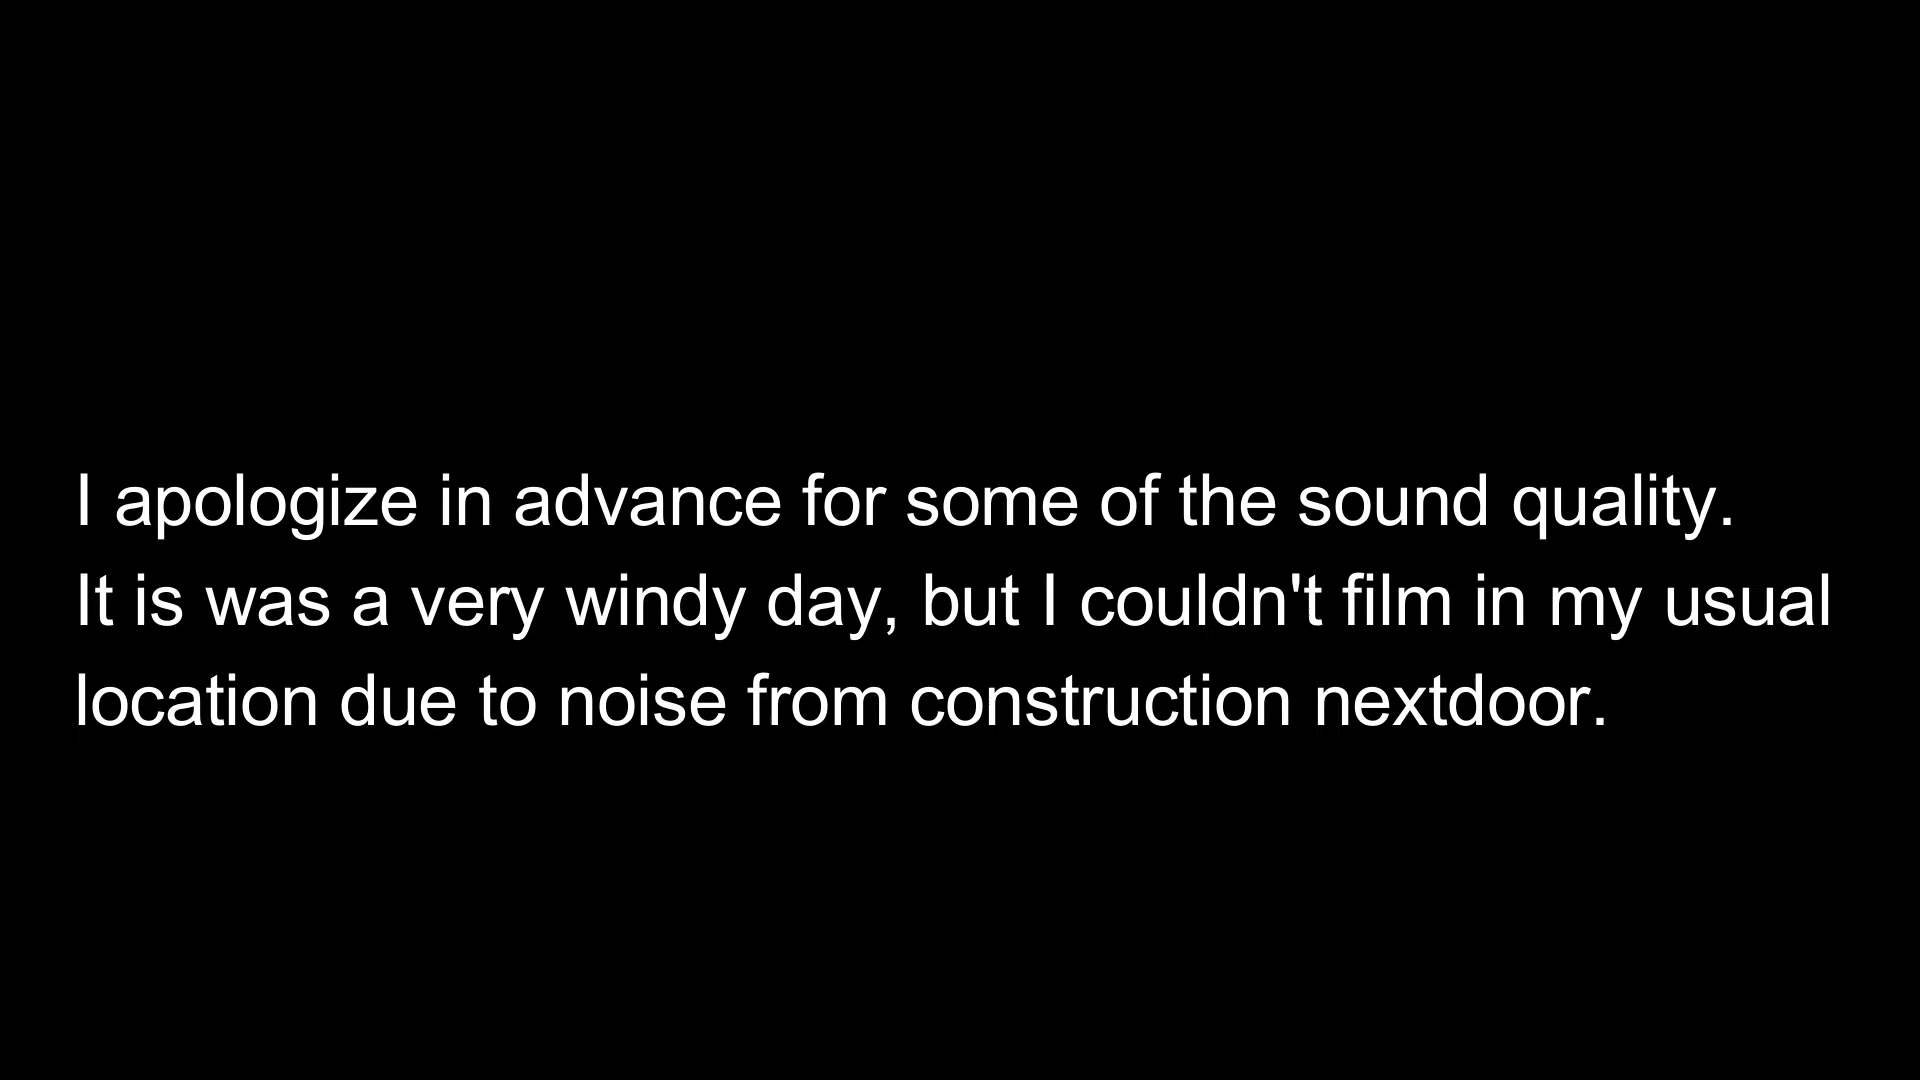 I apologize in advance for some of the sound quality.
It is was a very windy day, but I couldn't film in my usual
location due to noise from construction nextdoor.